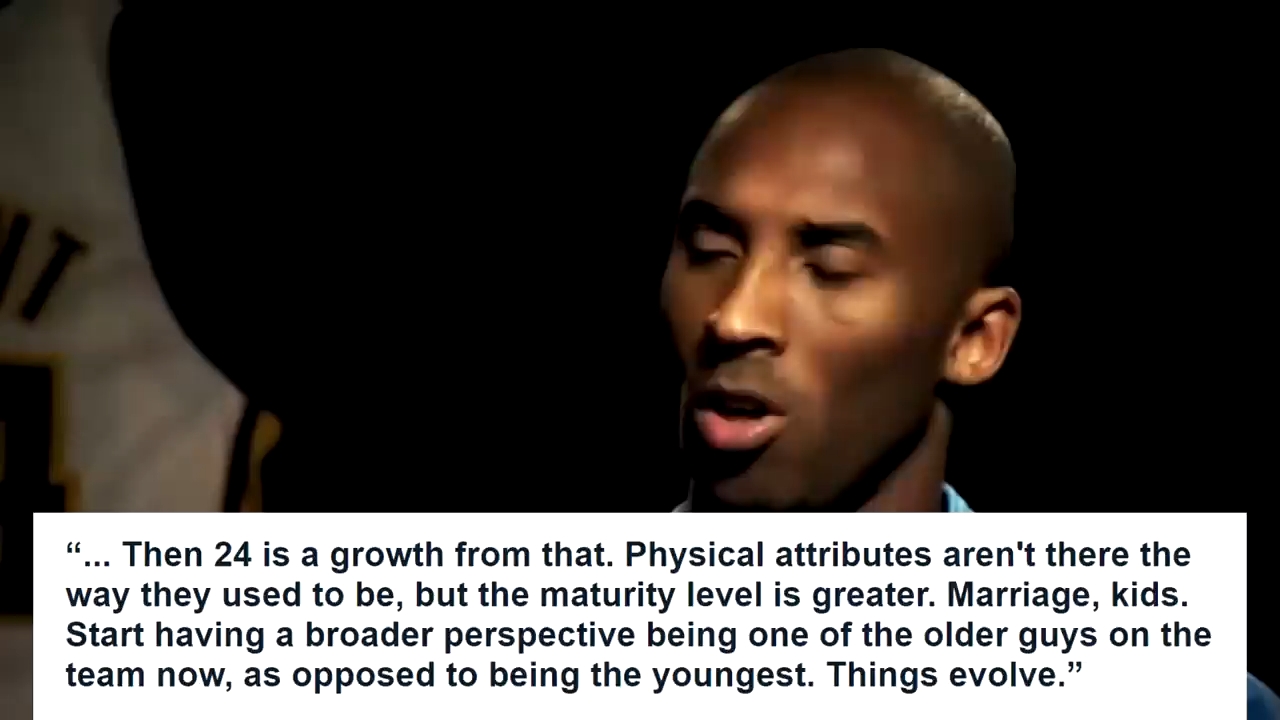 “... Then 24 is a growth from that. Physical attributes aren't there the
way they used to be, but the maturity level is greater. Marriage, kids.
Start having a broader perspective being one of the older guys on the
team now, as opposed to being the youngest. Things evolve.”